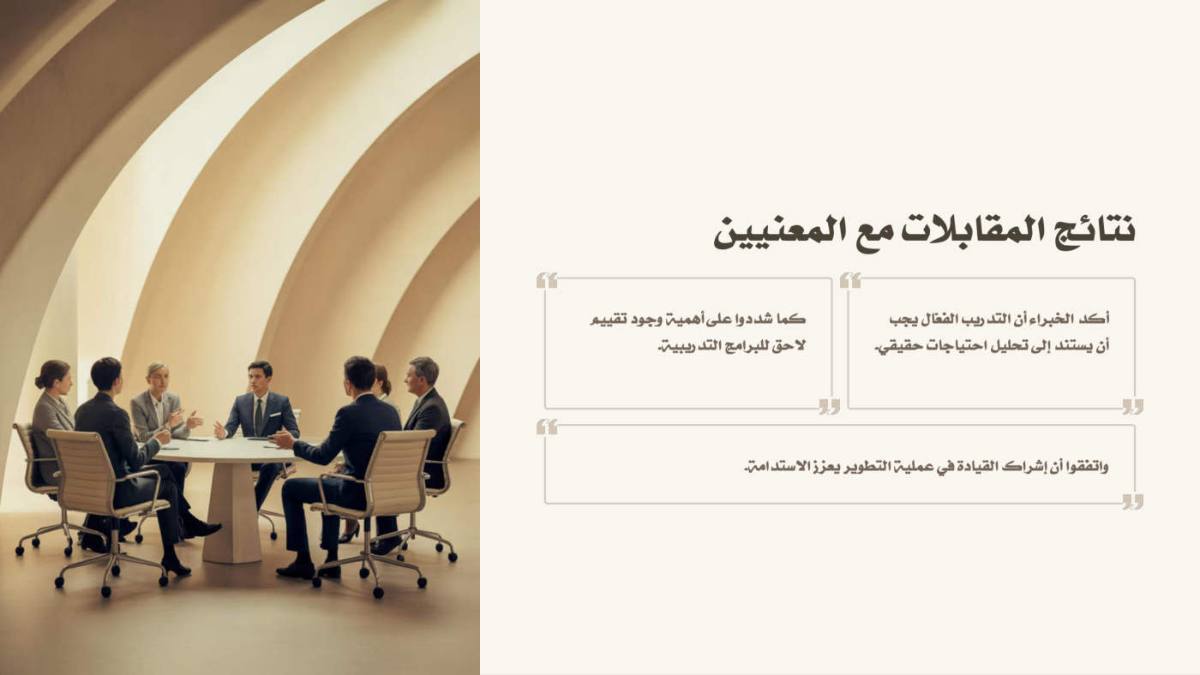 نتائج المقابلات مع المعنيين
أكد الخبراء أن التدريب الفعّال يجب
أن يستند إلى تحليل احتياجات حقيقي.
كما شددوا على أهمية وجود تقييم
لاحق للبرامج التدريبية.
واتفقوا أن إشراك القيادة في عملية التطوير يعزز الاستدامة.